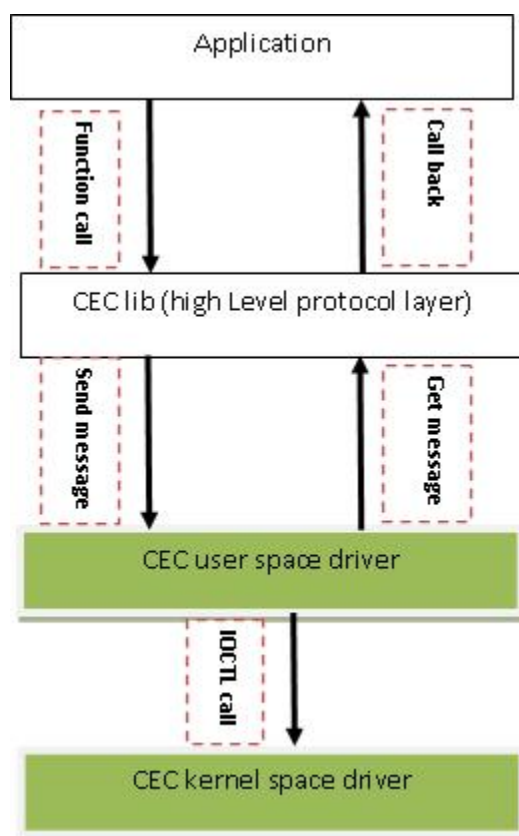 Application
Function call
Call back
CEC lib (high Level protocol layer)
Send message
Get message
CEC user space driver
IOCTL call
CEC kernel space driver